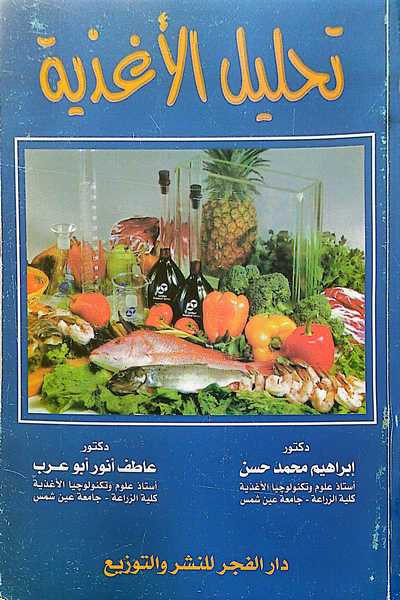 تحليل الأغذية
دكتور
إبراهيم محمد حسن
أستاذ علوم وتكنولوجيا الأغذية
كلية الزراعة - جامعة عين شمس
دكتور
عاطف أنور أبو عرب
أستاذ علوم وتكنولوجيا الأغذية
كلية الزراعة - جامعة عين شمس
دار الفجر للنشر والتوزيع